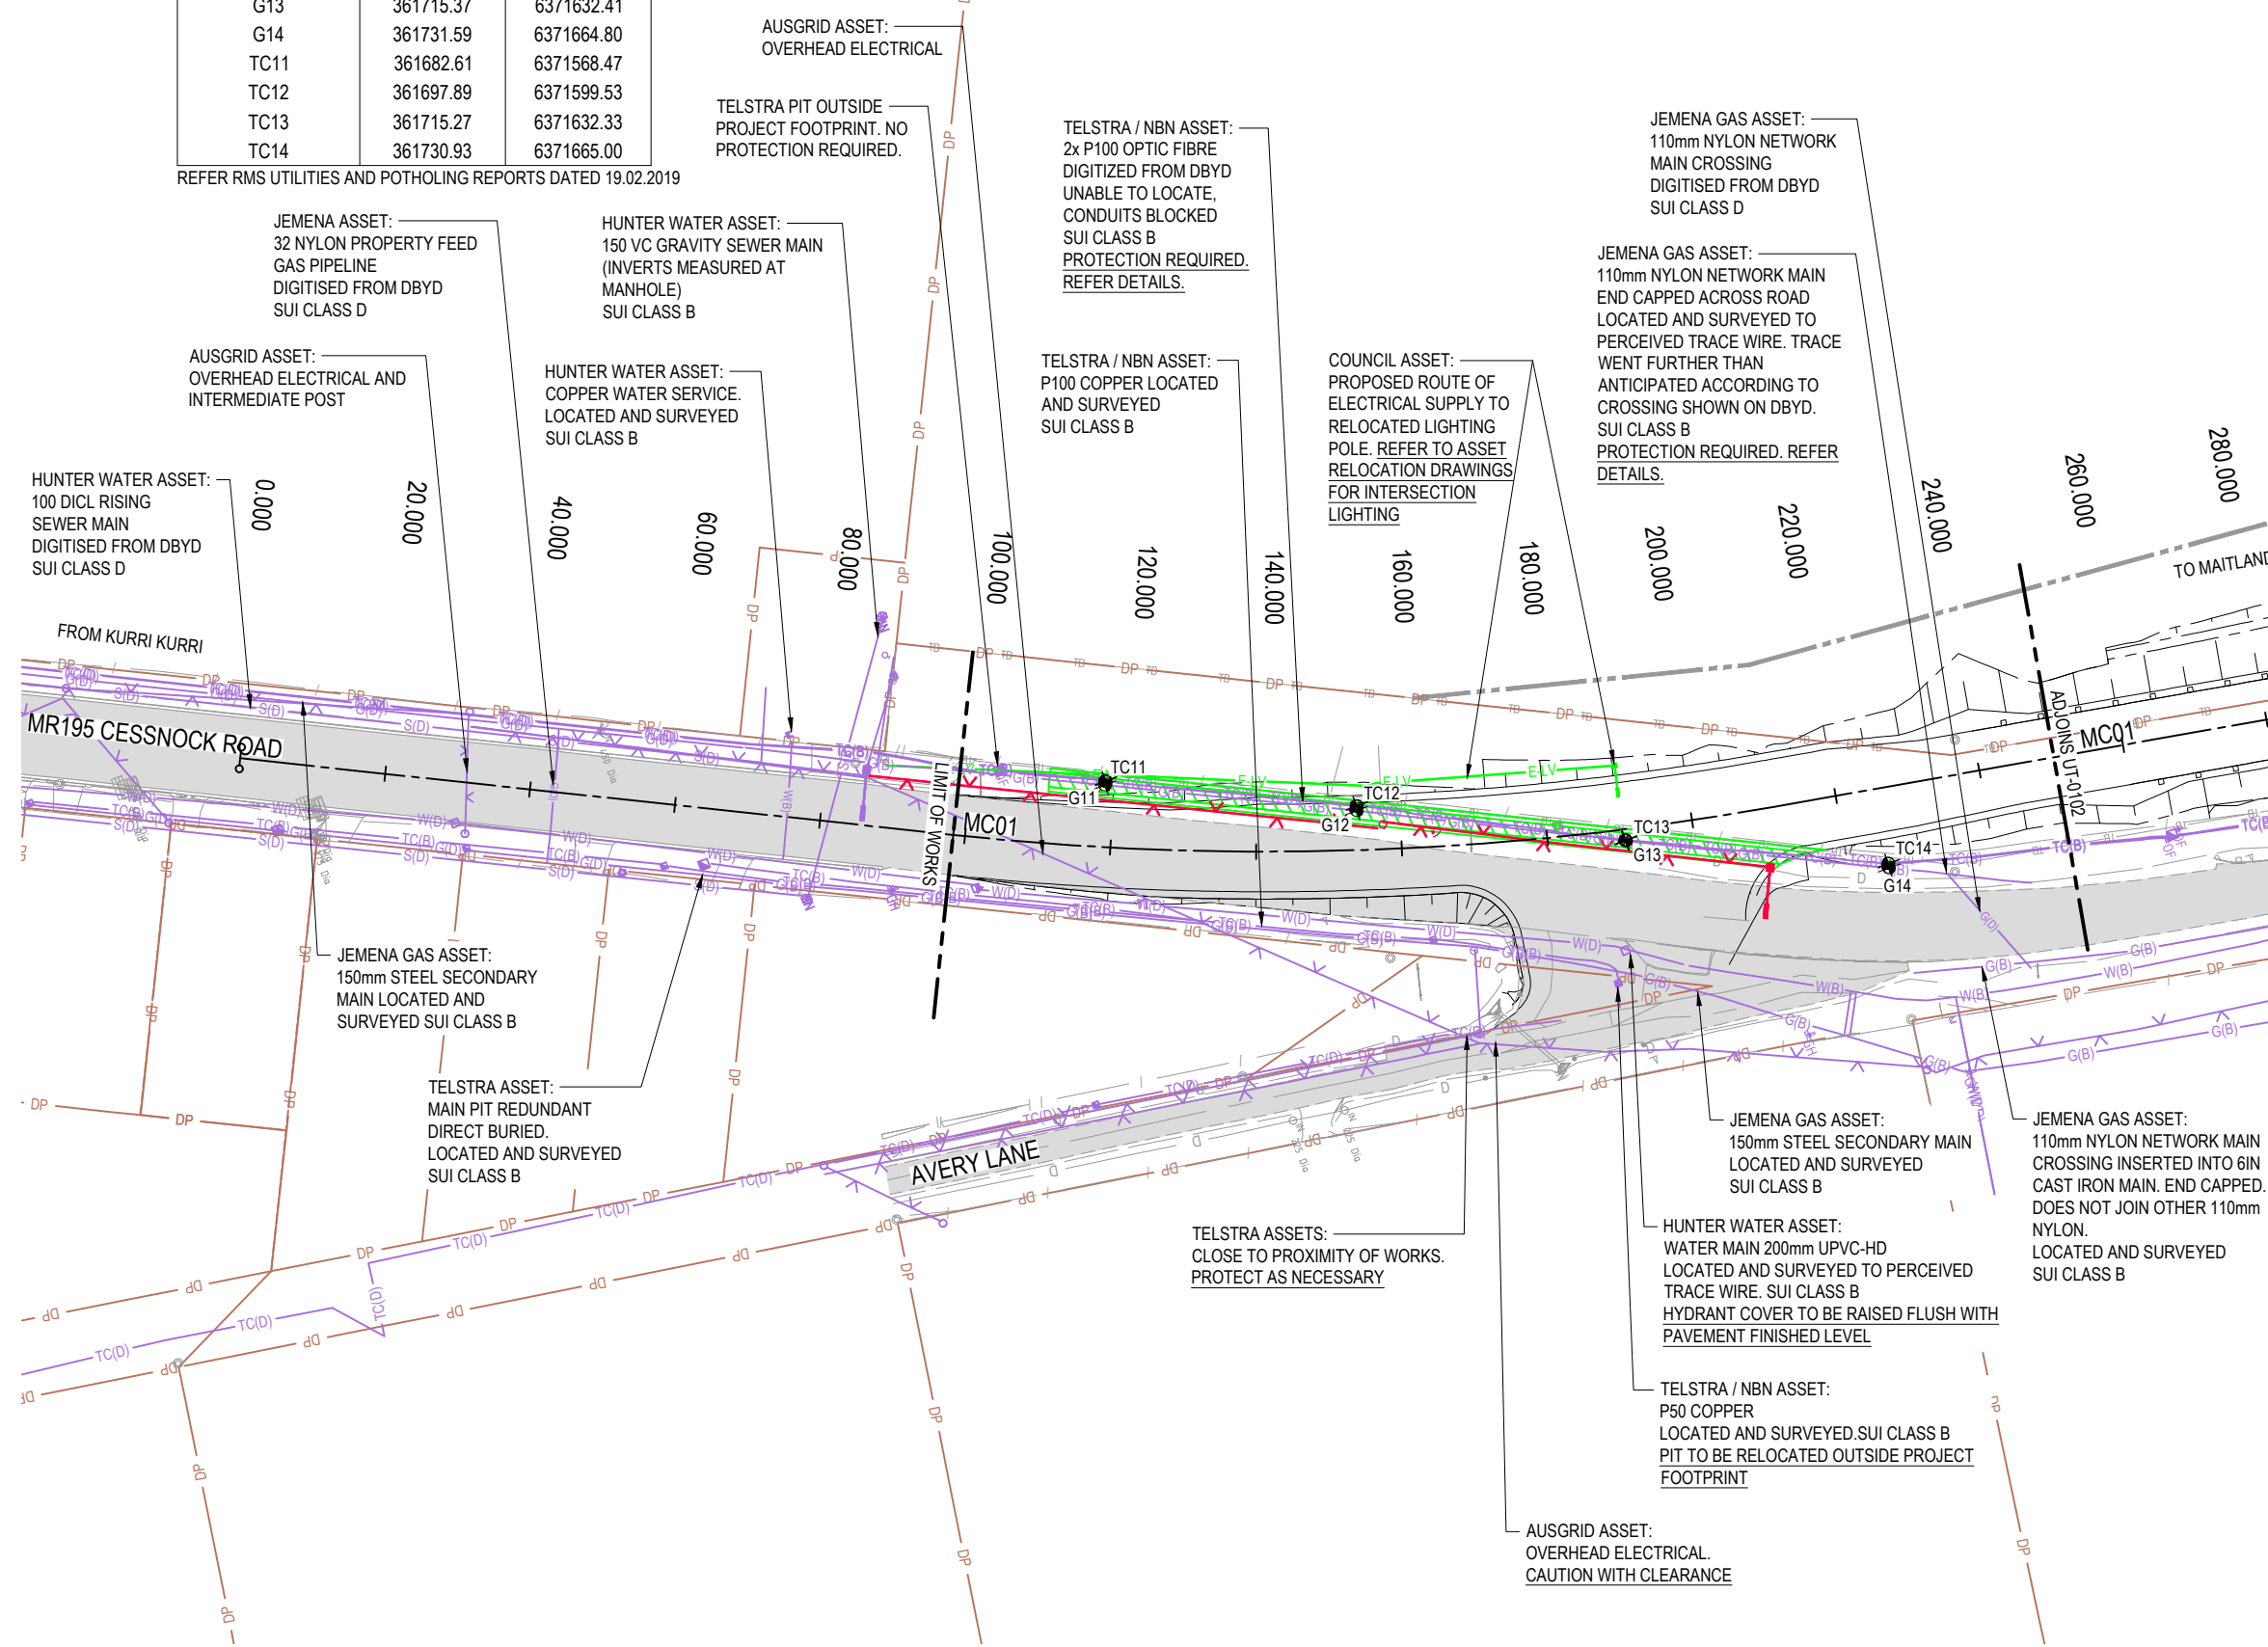 G13 361715.37 6371632.41
G14 361731.59 6371664.80
TC11 361682.61 6371568.47
TC12 361697.89 6371599.53
TC13 361715.27 6371632.33
TC14 361730.93 6371665.00
REFER RMS UTILITIES AND POTHOLING REPORTS DATED 19.02.2019
AUSGRID ASSET:
OVERHEAD ELECTRICAL
TELSTRA PIT OUTSIDE
PROJECT FOOTPRINT. NO
PROTECTION REQUIRED.
TELSTRA / NBN ASSET:
2x P100 OPTIC FIBRE
DIGITIZED FROM DBYD
UNABLE TO LOCATE,
CONDUITS BLOCKED
SUI CLASS B
PROTECTION REQUIRED.
REFER DETAILS.
JEMENA GAS ASSET:
110mm NYLON NETWORK
MAIN CROSSING
DIGITISED FROM DBYD
SUI CLASS D
JEMENA ASSET:
32 NYLON PROPERTY FEED
GAS PIPELINE
DIGITISED FROM DBYD
SUI CLASS D
HUNTER WATER ASSET:
150 VC GRAVITY SEWER MAIN
(INVERTS MEASURED AT
MANHOLE)
SUI CLASS B
JEMENA GAS ASSET:
110mm NYLON NETWORK MAIN
END CAPPED ACROSS ROAD
LOCATED AND SURVEYED TO
PERCEIVED TRACE WIRE. TRACE
WENT FURTHER THAN
ANTICIPATED ACCORDING TO
CROSSING SHOWN ON DBYD.
SUI CLASS B
PROTECTION REQUIRED. REFER
DETAILS.
AUSGRID ASSET:
OVERHEAD ELECTRICAL AND
INTERMEDIATE POST
HUNTER WATER ASSET:
COPPER WATER SERVICE.
LOCATED AND SURVEYED
SUI CLASS B
TELSTRA / NBN ASSET:
P100 COPPER LOCATED
AND SURVEYED
SUI CLASS B
COUNCIL ASSET:
PROPOSED ROUTE OF
ELECTRICAL SUPPLY TO
RELOCATED LIGHTING
POLE. REFER TO ASSET
RELOCATION DRAWINGS
FOR INTERSECTION
LIGHTING
HUNTER WATER ASSET:
100 DICL RISING
SEWER MAIN
DIGITISED FROM DBYD
SUI CLASS D
0.000
20.000
40.000
60.000
80.000
100.000
120.000
140.000
160.000
180.000
200.000
220.000
240.000
260.000
280.000
TO MAITLAND
FROM KURRI KURRI
MR195 CESSNOCK ROAD
LIMIT OF WORKS
MC01
TC11
G11
TC12
G12
TC13
G13
TC14
G14
E-LV
E-LV
E-LV
ADJOINS UT-0102
MC01
JEMENA GAS ASSET:
150mm STEEL SECONDARY
MAIN LOCATED AND
SURVEYED SUI CLASS B
TELSTRA ASSET:
MAIN PIT REDUNDANT
DIRECT BURIED.
LOCATED AND SURVEYED
SUI CLASS B
AVERY LANE
TELSTRA ASSETS:
CLOSE TO PROXIMITY OF WORKS.
PROTECT AS NECESSARY
JEMENA GAS ASSET:
150mm STEEL SECONDARY MAIN
LOCATED AND SURVEYED
SUI CLASS B
JEMENA GAS ASSET:
110mm NYLON NETWORK MAIN
CROSSING INSERTED INTO 6IN
CAST IRON MAIN. END CAPPED.
DOES NOT JOIN OTHER 110mm
NYLON.
LOCATED AND SURVEYED
SUI CLASS B
HUNTER WATER ASSET:
WATER MAIN 200mm UPVC-HD
LOCATED AND SURVEYED TO PERCEIVED
TRACE WIRE. SUI CLASS B
HYDRANT COVER TO BE RAISED FLUSH WITH
PAVEMENT FINISHED LEVEL
TELSTRA / NBN ASSET:
P50 COPPER
LOCATED AND SURVEYED.SUI CLASS B
PIT TO BE RELOCATED OUTSIDE PROJECT
FOOTPRINT
AUSGRID ASSET:
OVERHEAD ELECTRICAL.
CAUTION WITH CLEARANCE